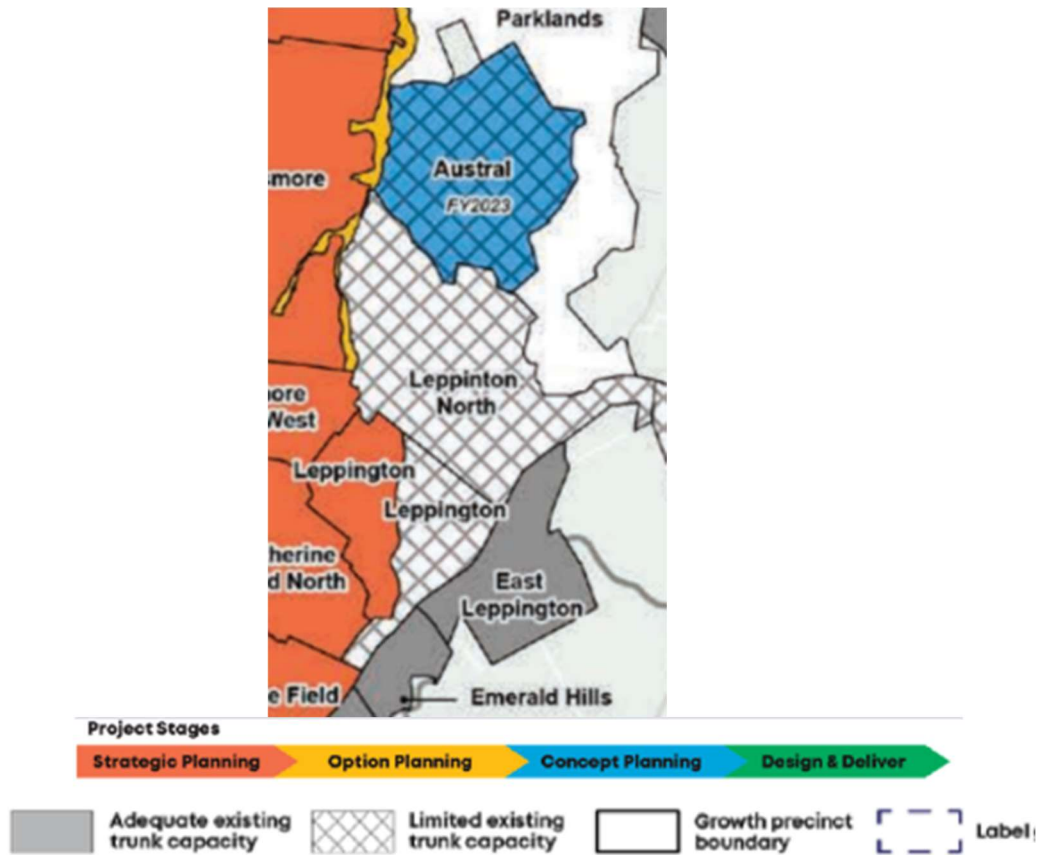 Parklands
Austral
FY2023
smore
Leppinton
North
ore
West
Leppington
Leppington
herine
d North
East
Leppington
e Field
Emerald Hills
Project Stages
Strategic Planning
Option Planning
Concept Planning
Design & Deliver
Adequate existing
trunk capacity
Limited existing
trunk capacity
Growth precinct
boundary
Label